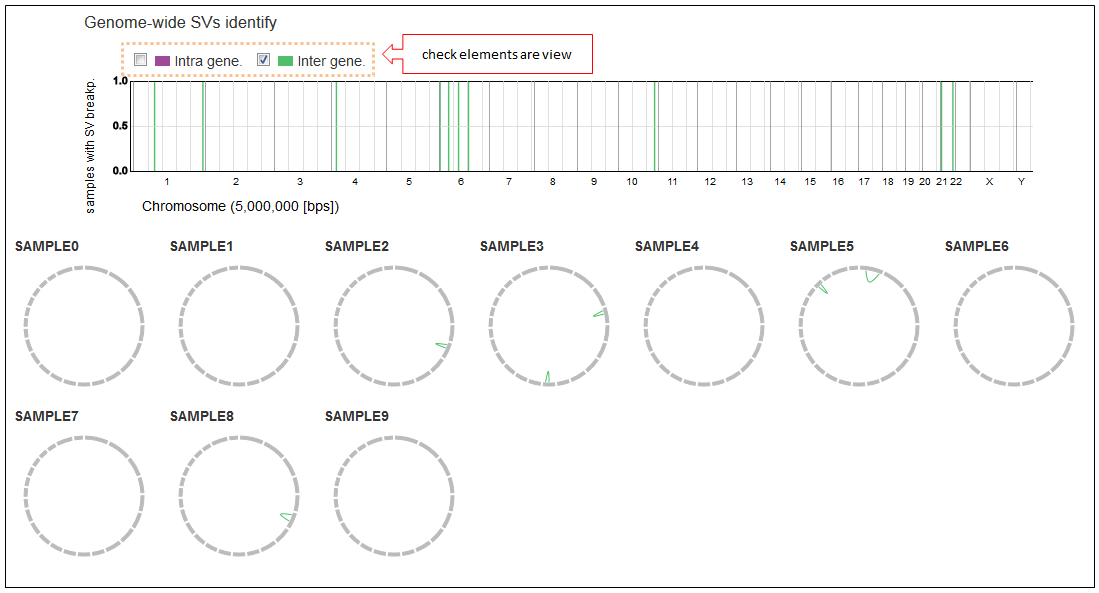 Genome-wide SVs identify
Intra gene. Inter gene.
check elements are view
samples with SV breakp.
1.0
0.5
0.0
1 2 3 4 5 6 7 8 9 10 11 12 13 14 15 16 17 18 19 20 21 22 X Y
Chromosome (5,000,000 [bps])
SAMPLE0 SAMPLE1 SAMPLE2 SAMPLE3 SAMPLE4 SAMPLE5 SAMPLE6
SAMPLE7 SAMPLE8 SAMPLE9